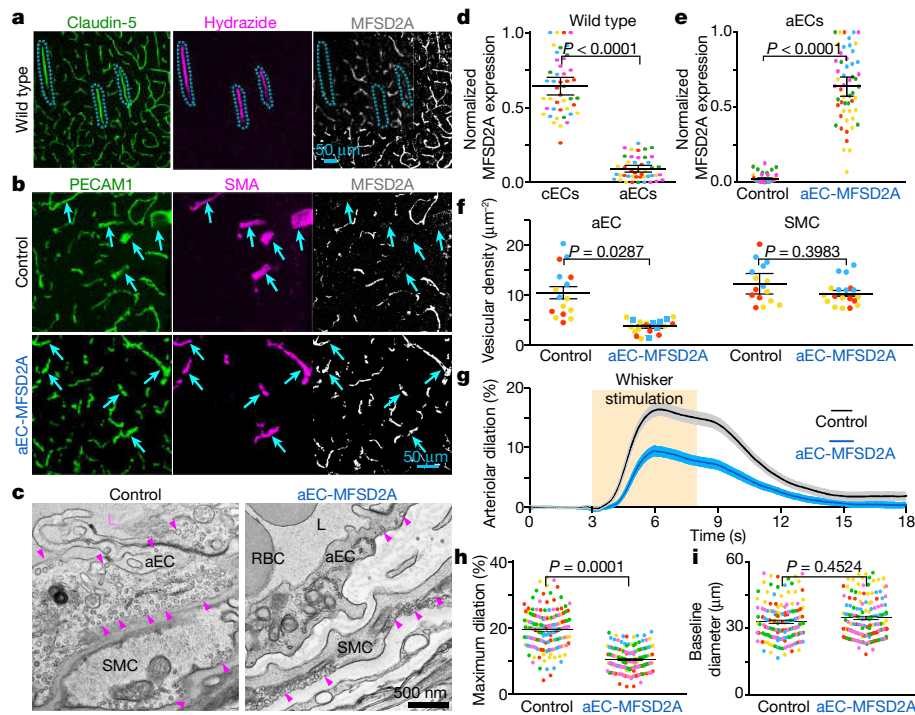 a
Claudin-5
Hydrazide
MFSD2A
Wild type
50 µm
b
PECAM1
SMA
MFSD2A
Control
aEC-MFSD2A
50 µm
c
Control
aEC-MFSD2A
L
aEC
SMC
L
RBC
aEC
SMC
500 nm
d
Wild type
Normalized
MFSD2A expression
1.0
0.5
0.0
P < 0.0001
cECs
aECs
e
aECs
Normalized
MFSD2A expression
1.0
0.5
0.0
P < 0.0001
Control
aEC-MFSD2A
f
Vesicular density (µm⁻²)
20
10
0
aEC
P = 0.0287
Control
aEC-MFSD2A
SMC
P = 0.3983
Control
aEC-MFSD2A
g
Arteriolar dilation (%)
20
10
0
Whisker
stimulation
Control
aEC-MFSD2A
0
3
6
9
12
15
18
Time (s)
h
Maximum dilation (%)
40
30
20
10
0
P = 0.0001
Control
aEC-MFSD2A
i
Baseline
diameter (µm)
60
30
0
P = 0.4524
Control
aEC-MFSD2A